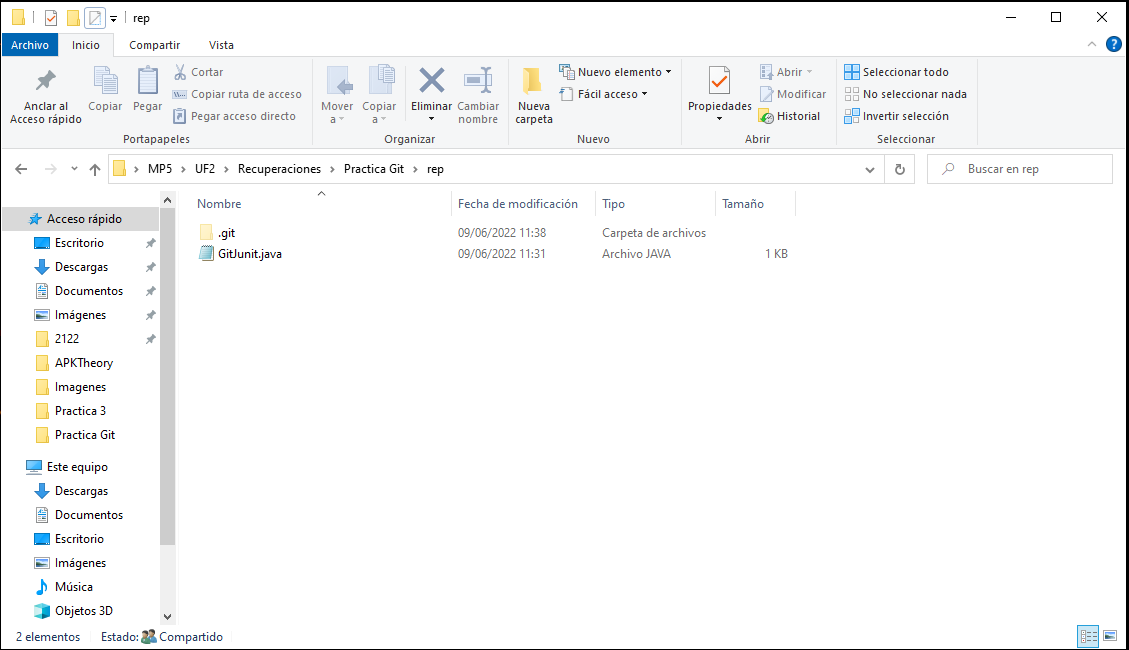 rep
Archivo Inicio Compartir Vista
Anclar al
Acceso rápido
Copiar
Pegar
Cortar
Copiar ruta de acceso
Pegar acceso directo
Portapapeles
Mover
a
Copiar
a
Eliminar
Cambiar
nombre
Organizar
Nueva
carpeta
Nuevo elemento
Fácil acceso
Nuevo
Propiedades
Abrir
Modificar
Historial
Abrir
Seleccionar todo
No seleccionar nada
Invertir selección
Seleccionar
MP5 UF2 Recuperaciones Practica Git rep
Buscar en rep
Acceso rápido
Escritorio
Descargas
Documentos
Imágenes
2122
APKTheory
Imagenes
Practica 3
Practica Git
Este equipo
Descargas
Documentos
Escritorio
Imágenes
Música
Objetos 3D
Nombre Fecha de modificación Tipo Tamaño
.git 09/06/2022 11:38 Carpeta de archivos
GitJunit.java 09/06/2022 11:31 Archivo JAVA 1 KB
2 elementos Estado: Compartido